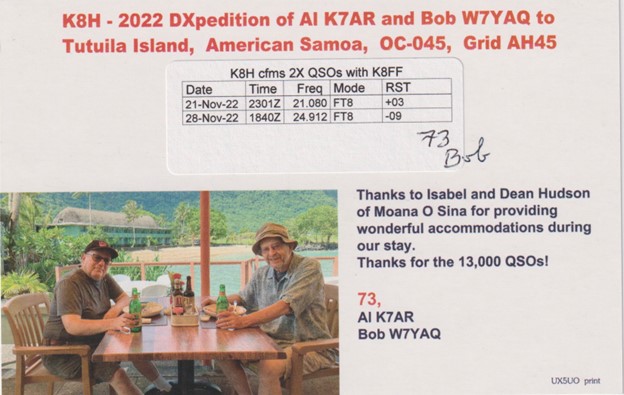 K8H - 2022 DXpedition of Al K7AR and Bob W7YAQ to
Tutuila Island, American Samoa, OC-045, Grid AH45
K8H cfms 2X QSOs with K8FF
Date Time Freq Mode RST
21-Nov-22 2301Z 21.080 FT8 +03
28-Nov-22 1840Z 24.912 FT8 -09
73
Bob
Thanks to Isabel and Dean Hudson
of Moana O Sina for providing
wonderful accommodations during
our stay.
Thanks for the 13,000 QSOs!
73,
Al K7AR
Bob W7YAQ
UX5UO print